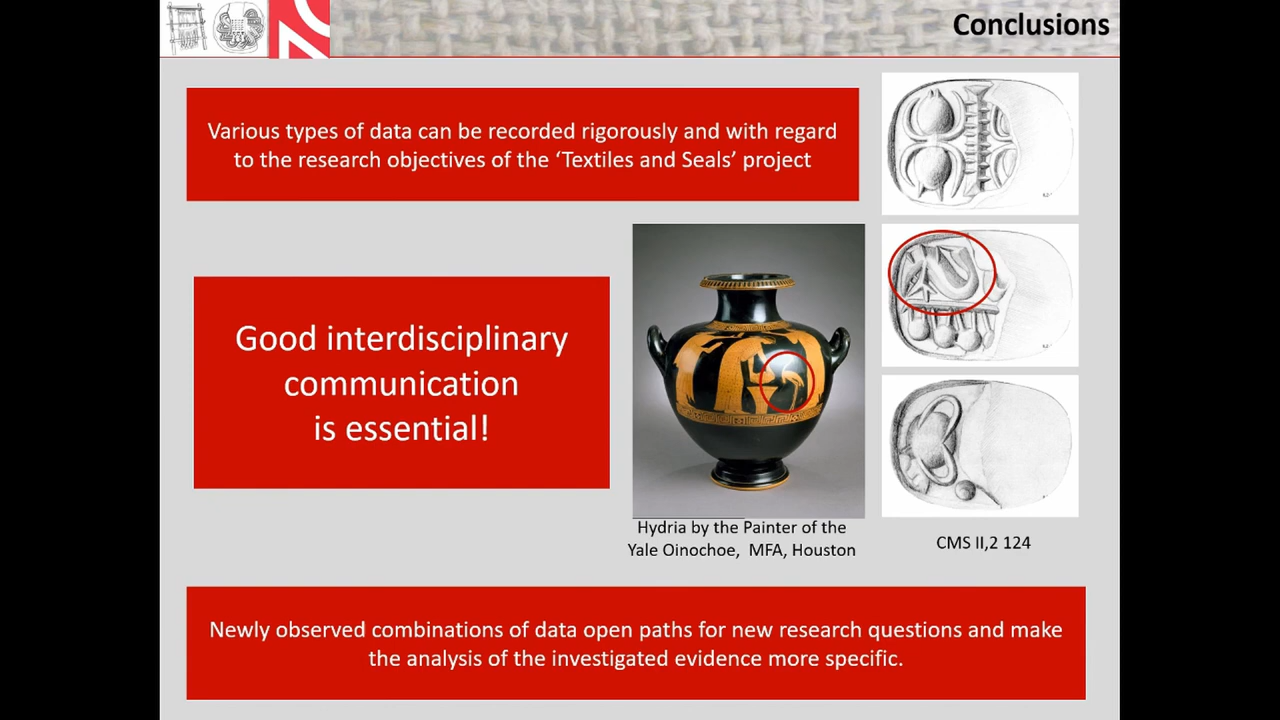 Conclusions
Various types of data can be recorded rigorously and with regard
to the research objectives of the ‘Textiles and Seals’ project
Good interdisciplinary
communication
is essential!
Hydria by the Painter of the
Yale Oinochoe, MFA, Houston
CMS II,2 124
Newly observed combinations of data open paths for new research questions and make
the analysis of the investigated evidence more specific.